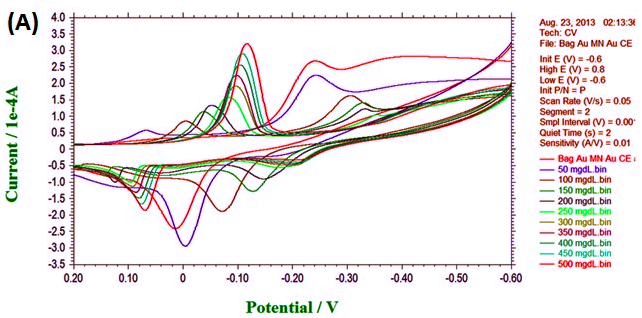 (A)
Current / 1e-4A
4.0
3.5
3.0
2.5
2.0
1.5
1.0
0.5
0
-0.5
-1.0
-1.5
-2.0
-2.5
-3.0
-3.5
0.20
0.10
0
-0.10
-0.20
-0.30
-0.40
-0.50
-0.60
Potential / V
Aug. 23, 2013 02:13:36
Tech: CV
File: Bag Au MN Au CE
Init E (V) = -0.6
High E (V) = 0.8
Low E (V) = -0.6
Init P/N = P
Scan Rate (V/s) = 0.05
Segment = 2
Smpl Interval (V) = 0.00
Quiet Time (s) = 2
Sensitivity (A/V) = 0.01
Bag Au MN Au CE
50 mgdL.bin
100 mgdL.bin
150 mgdL.bin
200 mgdL.bin
250 mgdL.bin
300 mgdL.bin
350 mgdL.bin
400 mgdL.bin
450 mgdL.bin
500 mgdL.bin